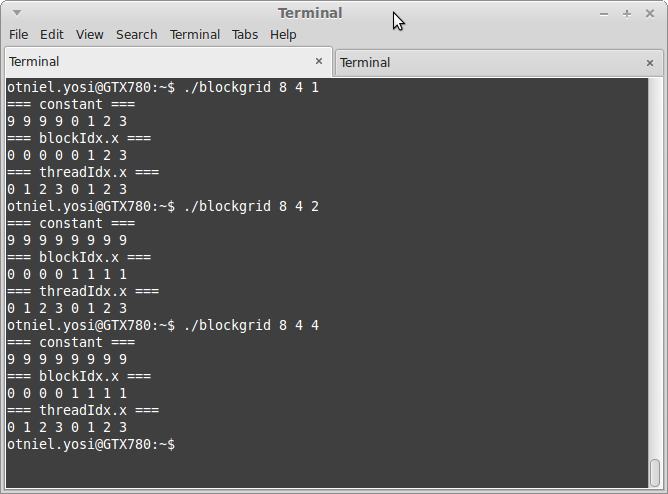 Terminal
File Edit View Search Terminal Tabs Help
Terminal × Terminal ×
otniel.yosi@GTX780:~$ ./blockgrid 8 4 1
=== constant ===
9 9 9 9 0 1 2 3
=== blockIdx.x ===
0 0 0 0 0 1 2 3
=== threadIdx.x ===
0 1 2 3 0 1 2 3
otniel.yosi@GTX780:~$ ./blockgrid 8 4 2
=== constant ===
9 9 9 9 9 9 9 9
=== blockIdx.x ===
0 0 0 0 1 1 1 1
=== threadIdx.x ===
0 1 2 3 0 1 2 3
otniel.yosi@GTX780:~$ ./blockgrid 8 4 4
=== constant ===
9 9 9 9 9 9 9 9
=== blockIdx.x ===
0 0 0 0 1 1 1 1
=== threadIdx.x ===
0 1 2 3 0 1 2 3
otniel.yosi@GTX780:~$